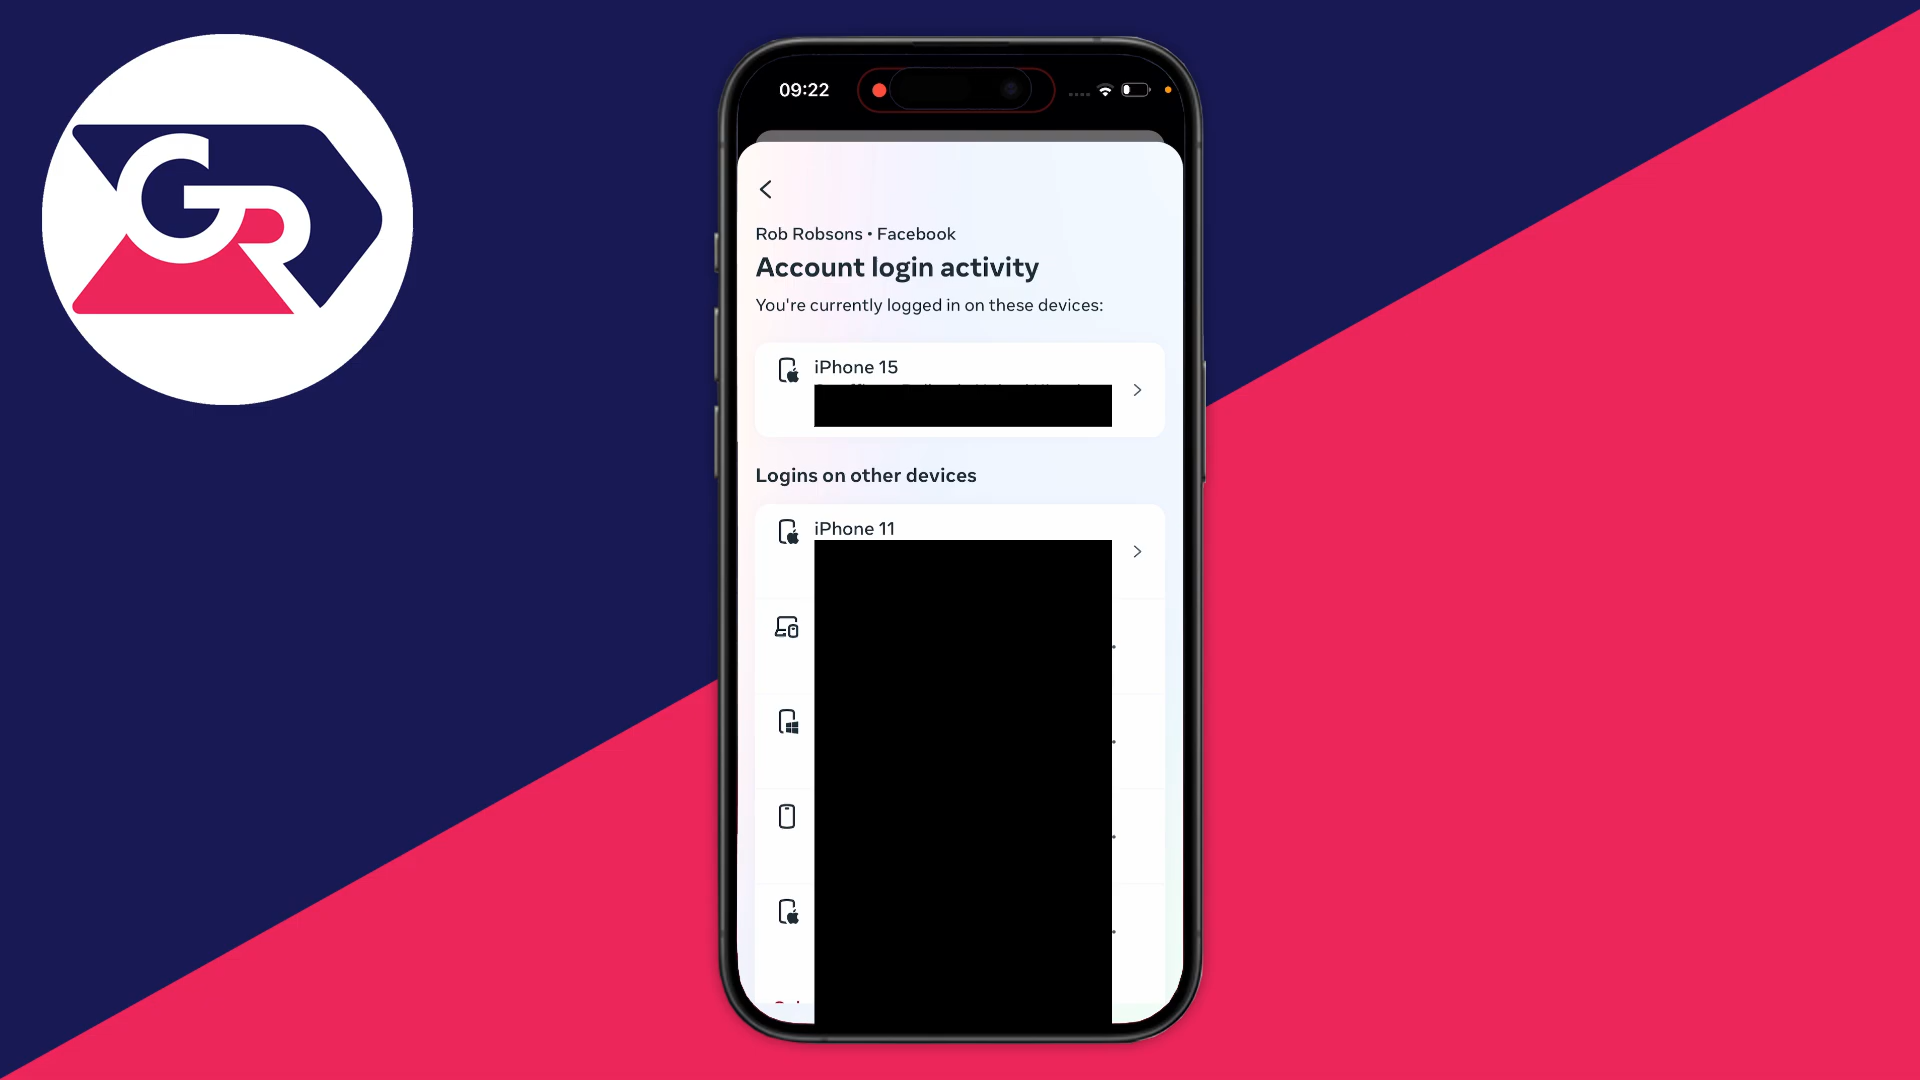 GR
09:22
Rob Robsons • Facebook
Account login activity
You're currently logged in on these devices:
iPhone 15
Logins on other devices
iPhone 11